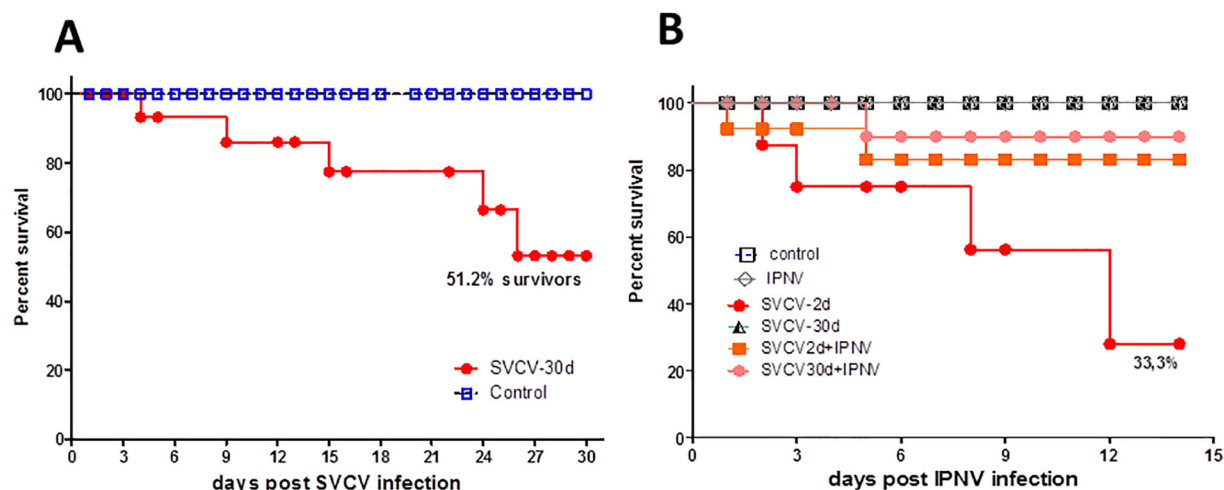 A
Percent survival
100
80
60
40
20
0
0 3 6 9 12 15 18 21 24 27 30
days post SVCV infection
51.2% survivors
SVCV-30d
Control
B
Percent survival
100
80
60
40
20
0
0 3 6 9 12 15
days post IPNV infection
control
IPNV
SVCV-2d
SVCV-30d
SVCV2d+IPNV
SVCV30d+IPNV
33,3%